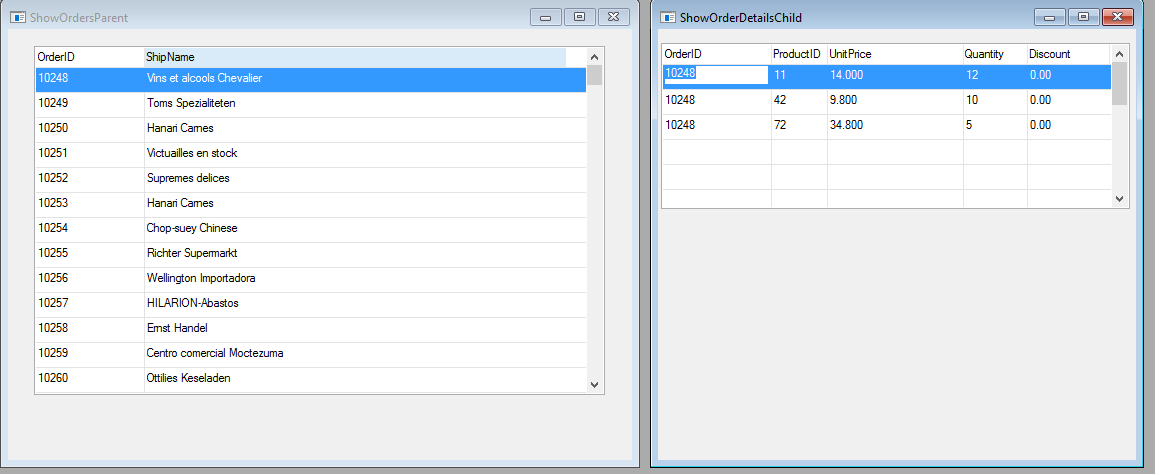 ShowOrdersParent
OrderID ShipName
10248 Vins et alcools Chevalier
10249 Toms Spezialiteten
10250 Hanari Carnes
10251 Victuailles en stock
10252 Supremes delices
10253 Hanari Carnes
10254 Chop-suey Chinese
10255 Richter Supermarkt
10256 Wellington Importadora
10257 HILARION-Abastos
10258 Ernst Handel
10259 Centro comercial Moctezuma
10260 Ottilies Keseladen
ShowOrderDetailsChild
OrderID ProductID UnitPrice Quantity Discount
10248 11 14.000 12 0.00
10248 42 9.800 10 0.00
10248 72 34.800 5 0.00